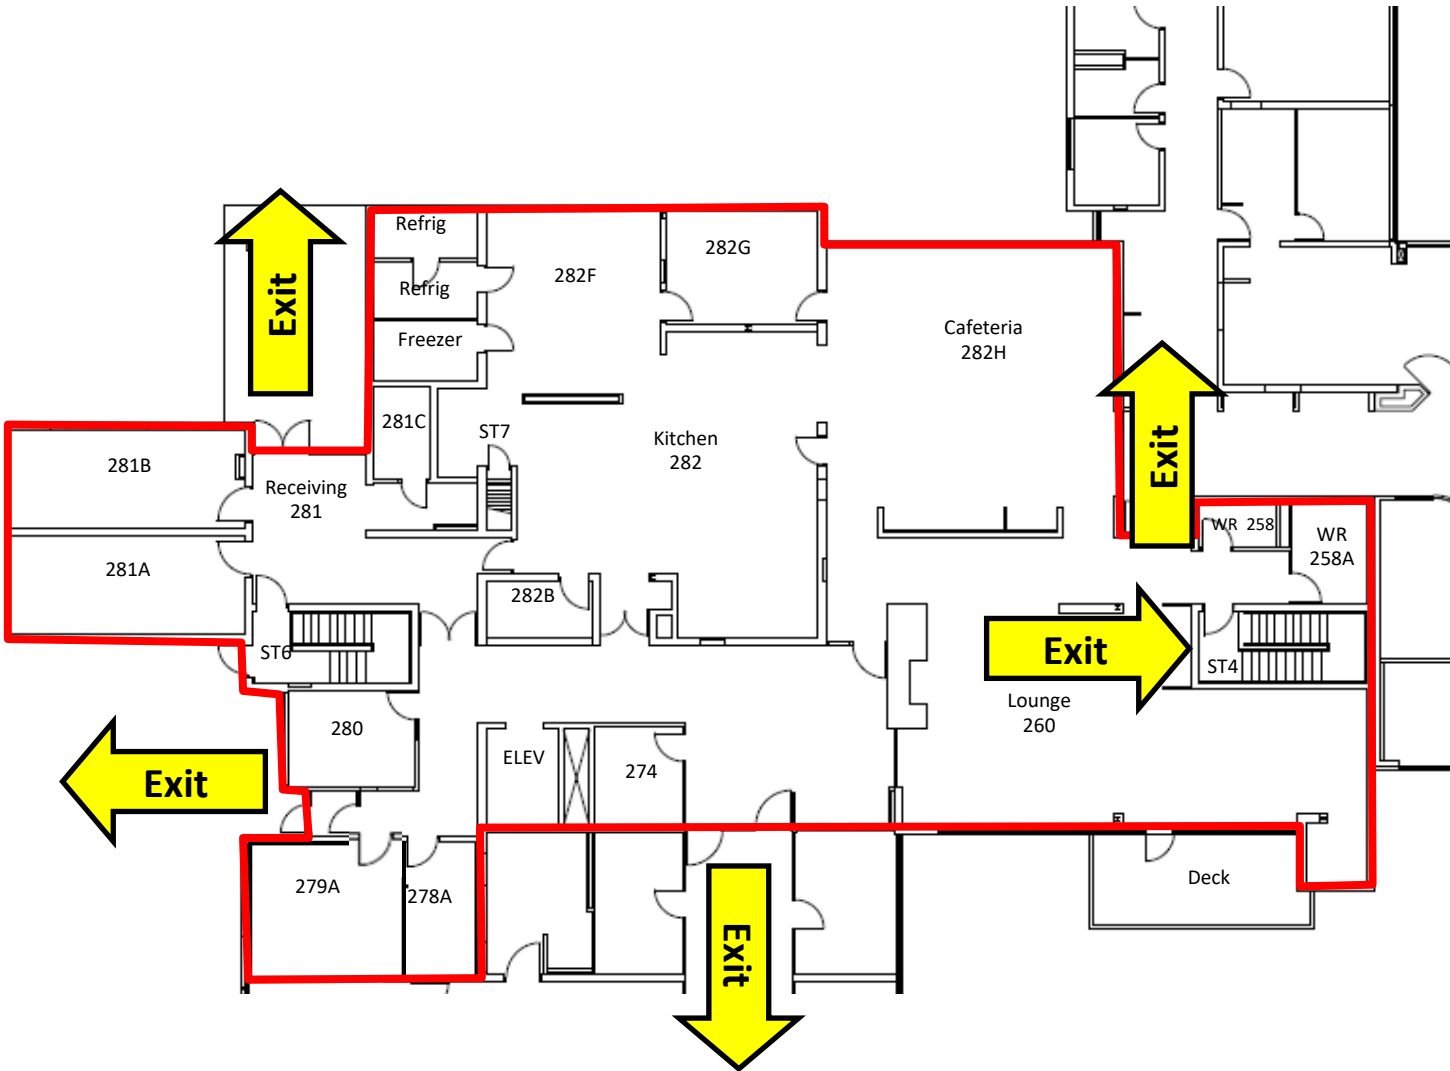 Refrig
282G
282F
Exit
Refrig
Cafeteria
282H
Freezer
281C
ST7
Kitchen
282
Exit
281B
Receiving
281
WR 258
WR
258A
281A
282B
ST6
Exit
ST4
Lounge
260
280
ELEV
274
Exit
279A
278A
Deck
Exit